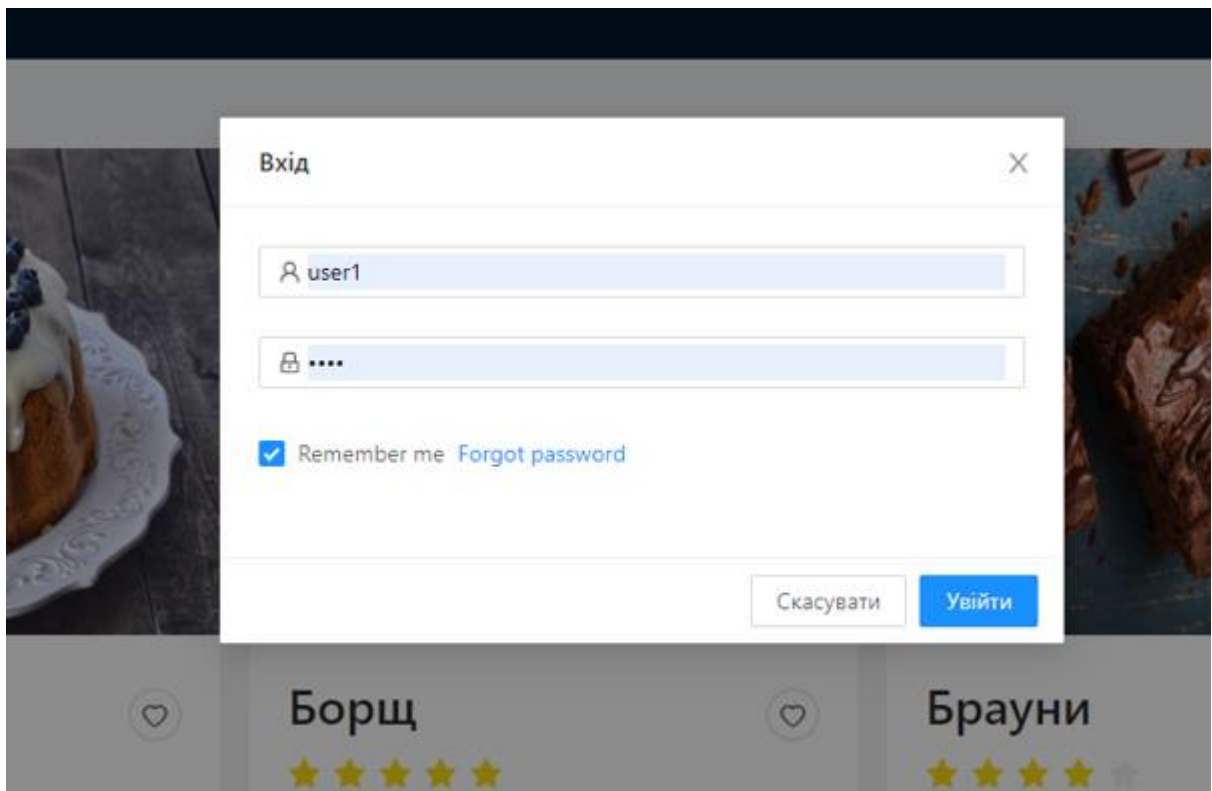 Вхід
user1
••••
Remember me Forgot password
Скасувати Увійти
Борщ Брауни